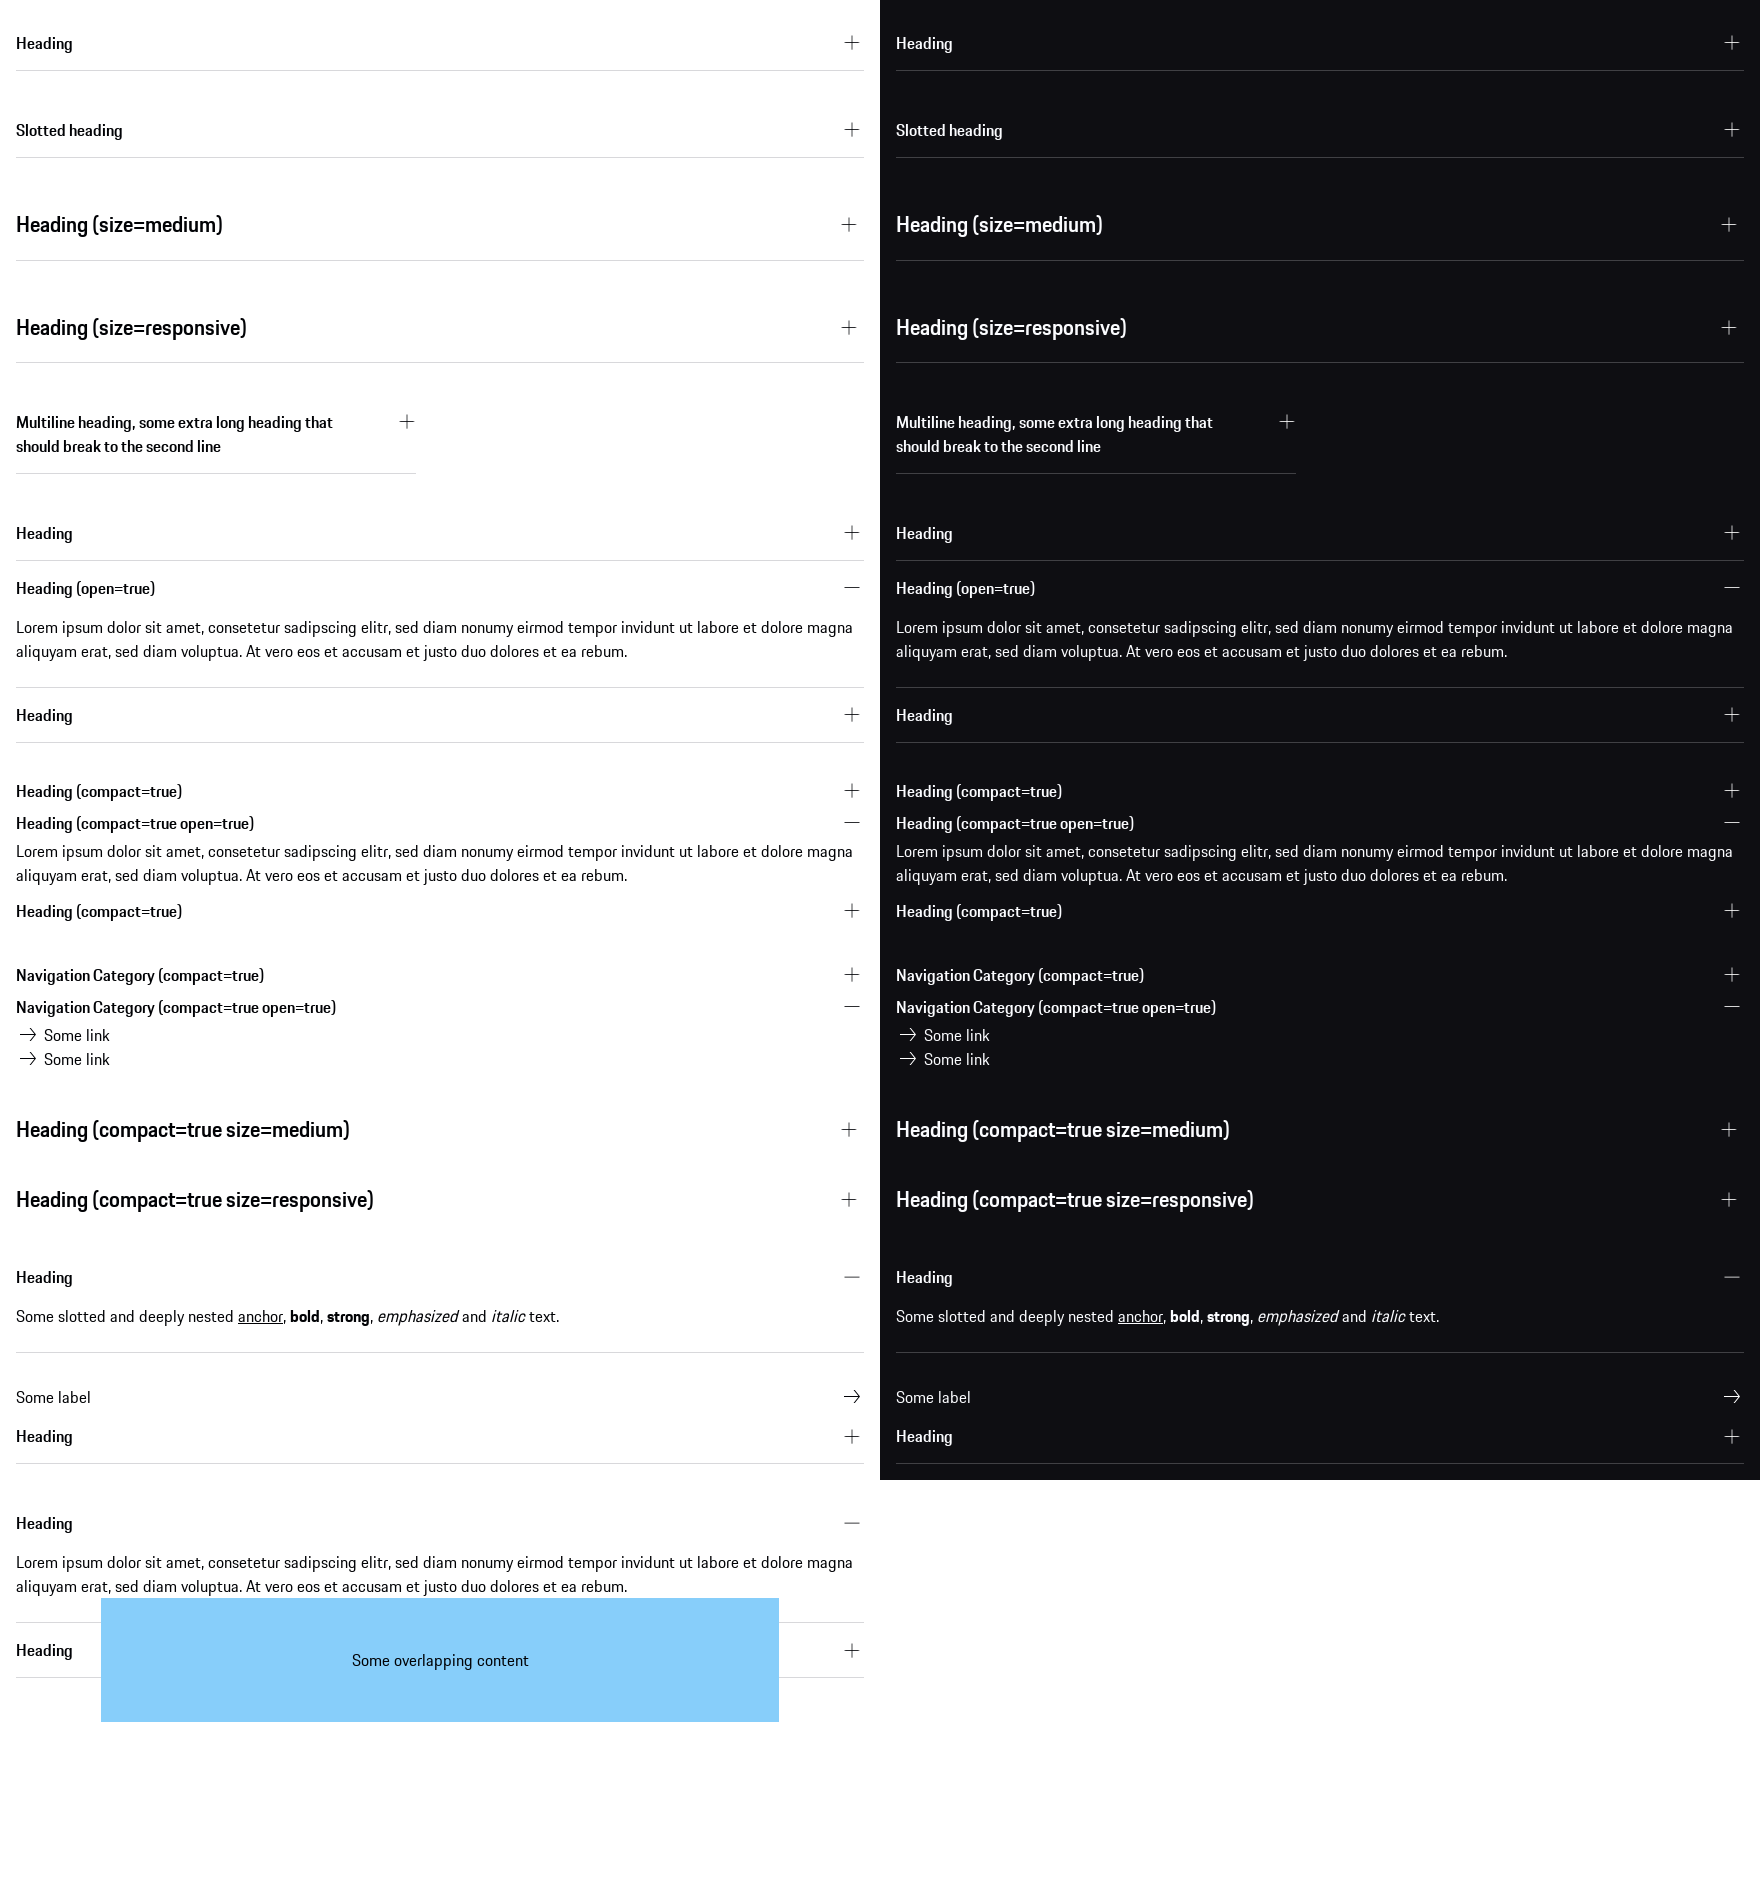 Heading
Slotted heading
Heading (size=medium)
Heading (size=responsive)
Multiline heading, some extra long heading that
should break to the second line
Heading
Heading (open=true)
Lorem ipsum dolor sit amet, consetetur sadipscing elitr, sed diam nonumy eirmod tempor invidunt ut labore et dolore magna
aliquyam erat, sed diam voluptua. At vero eos et accusam et justo duo dolores et ea rebum.
Heading
Heading (compact=true)
Heading (compact=true open=true)
Lorem ipsum dolor sit amet, consetetur sadipscing elitr, sed diam nonumy eirmod tempor invidunt ut labore et dolore magna
aliquyam erat, sed diam voluptua. At vero eos et accusam et justo duo dolores et ea rebum.
Heading (compact=true)
Navigation Category (compact=true)
Navigation Category (compact=true open=true)
Some link
Some link
Heading (compact=true size=medium)
Heading (compact=true size=responsive)
Heading
Some slotted and deeply nested anchor, bold, strong, emphasized and italic text.
Some label
Heading
Heading
Lorem ipsum dolor sit amet, consetetur sadipscing elitr, sed diam nonumy eirmod tempor invidunt ut labore et dolore magna
aliquyam erat, sed diam voluptua. At vero eos et accusam et justo duo dolores et ea rebum.
Heading
Some overlapping content
Heading
Slotted heading
Heading (size=medium)
Heading (size=responsive)
Multiline heading, some extra long heading that
should break to the second line
Heading
Heading (open=true)
Lorem ipsum dolor sit amet, consetetur sadipscing elitr, sed diam nonumy eirmod tempor invidunt ut labore et dolore magna
aliquyam erat, sed diam voluptua. At vero eos et accusam et justo duo dolores et ea rebum.
Heading
Heading (compact=true)
Heading (compact=true open=true)
Lorem ipsum dolor sit amet, consetetur sadipscing elitr, sed diam nonumy eirmod tempor invidunt ut labore et dolore magna
aliquyam erat, sed diam voluptua. At vero eos et accusam et justo duo dolores et ea rebum.
Heading (compact=true)
Navigation Category (compact=true)
Navigation Category (compact=true open=true)
Some link
Some link
Heading (compact=true size=medium)
Heading (compact=true size=responsive)
Heading
Some slotted and deeply nested anchor, bold, strong, emphasized and italic text.
Some label
Heading